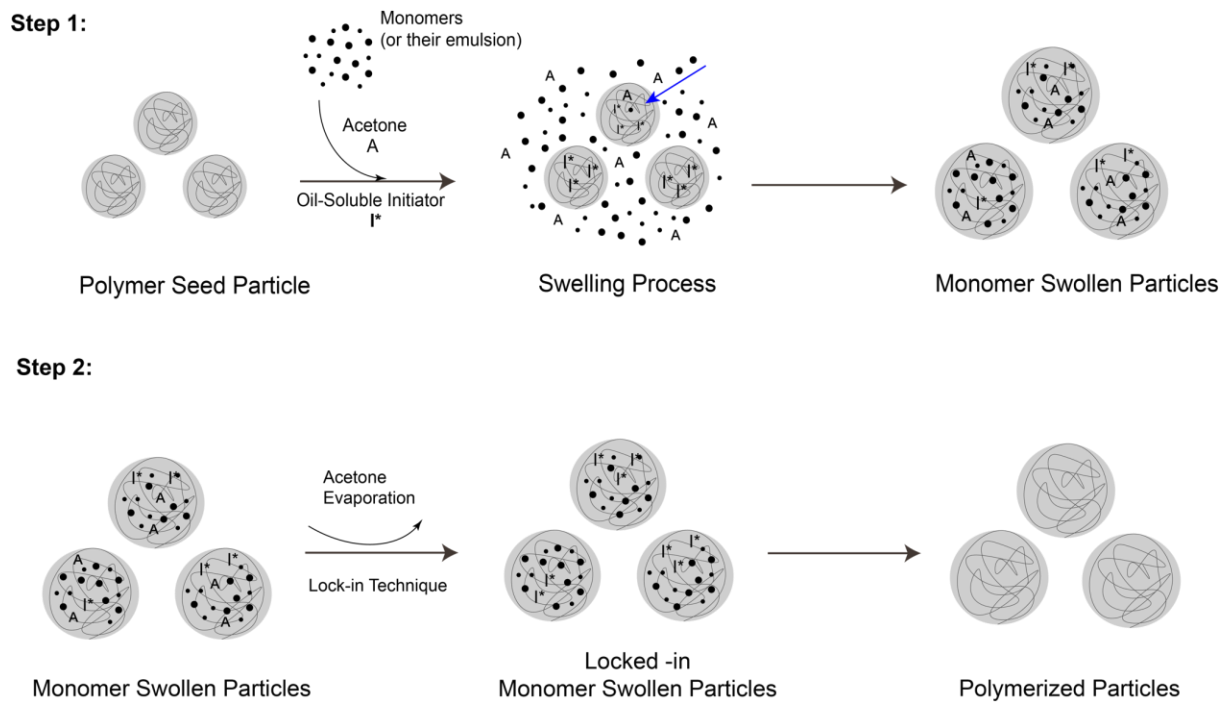 Step 1:
Monomers
(or their emulsion)
Acetone
A
Oil-Soluble Initiator
I*
A
A
A
A
A
A
A
A
A
I*
I*
I*
I*
I*
I*
I*
I*
I*
I*
I*
A
A
A
I*
A
I*
I*
A
A
Polymer Seed Particle
Swelling Process
Monomer Swollen Particles
Step 2:
I*
I*
A
A
A
I*
A
I*
I*
A
A
Acetone
Evaporation
Lock-in Technique
I*
I*
I*
I*
I*
I*
I*
I*
Monomer Swollen Particles
Locked -in
Monomer Swollen Particles
Polymerized Particles